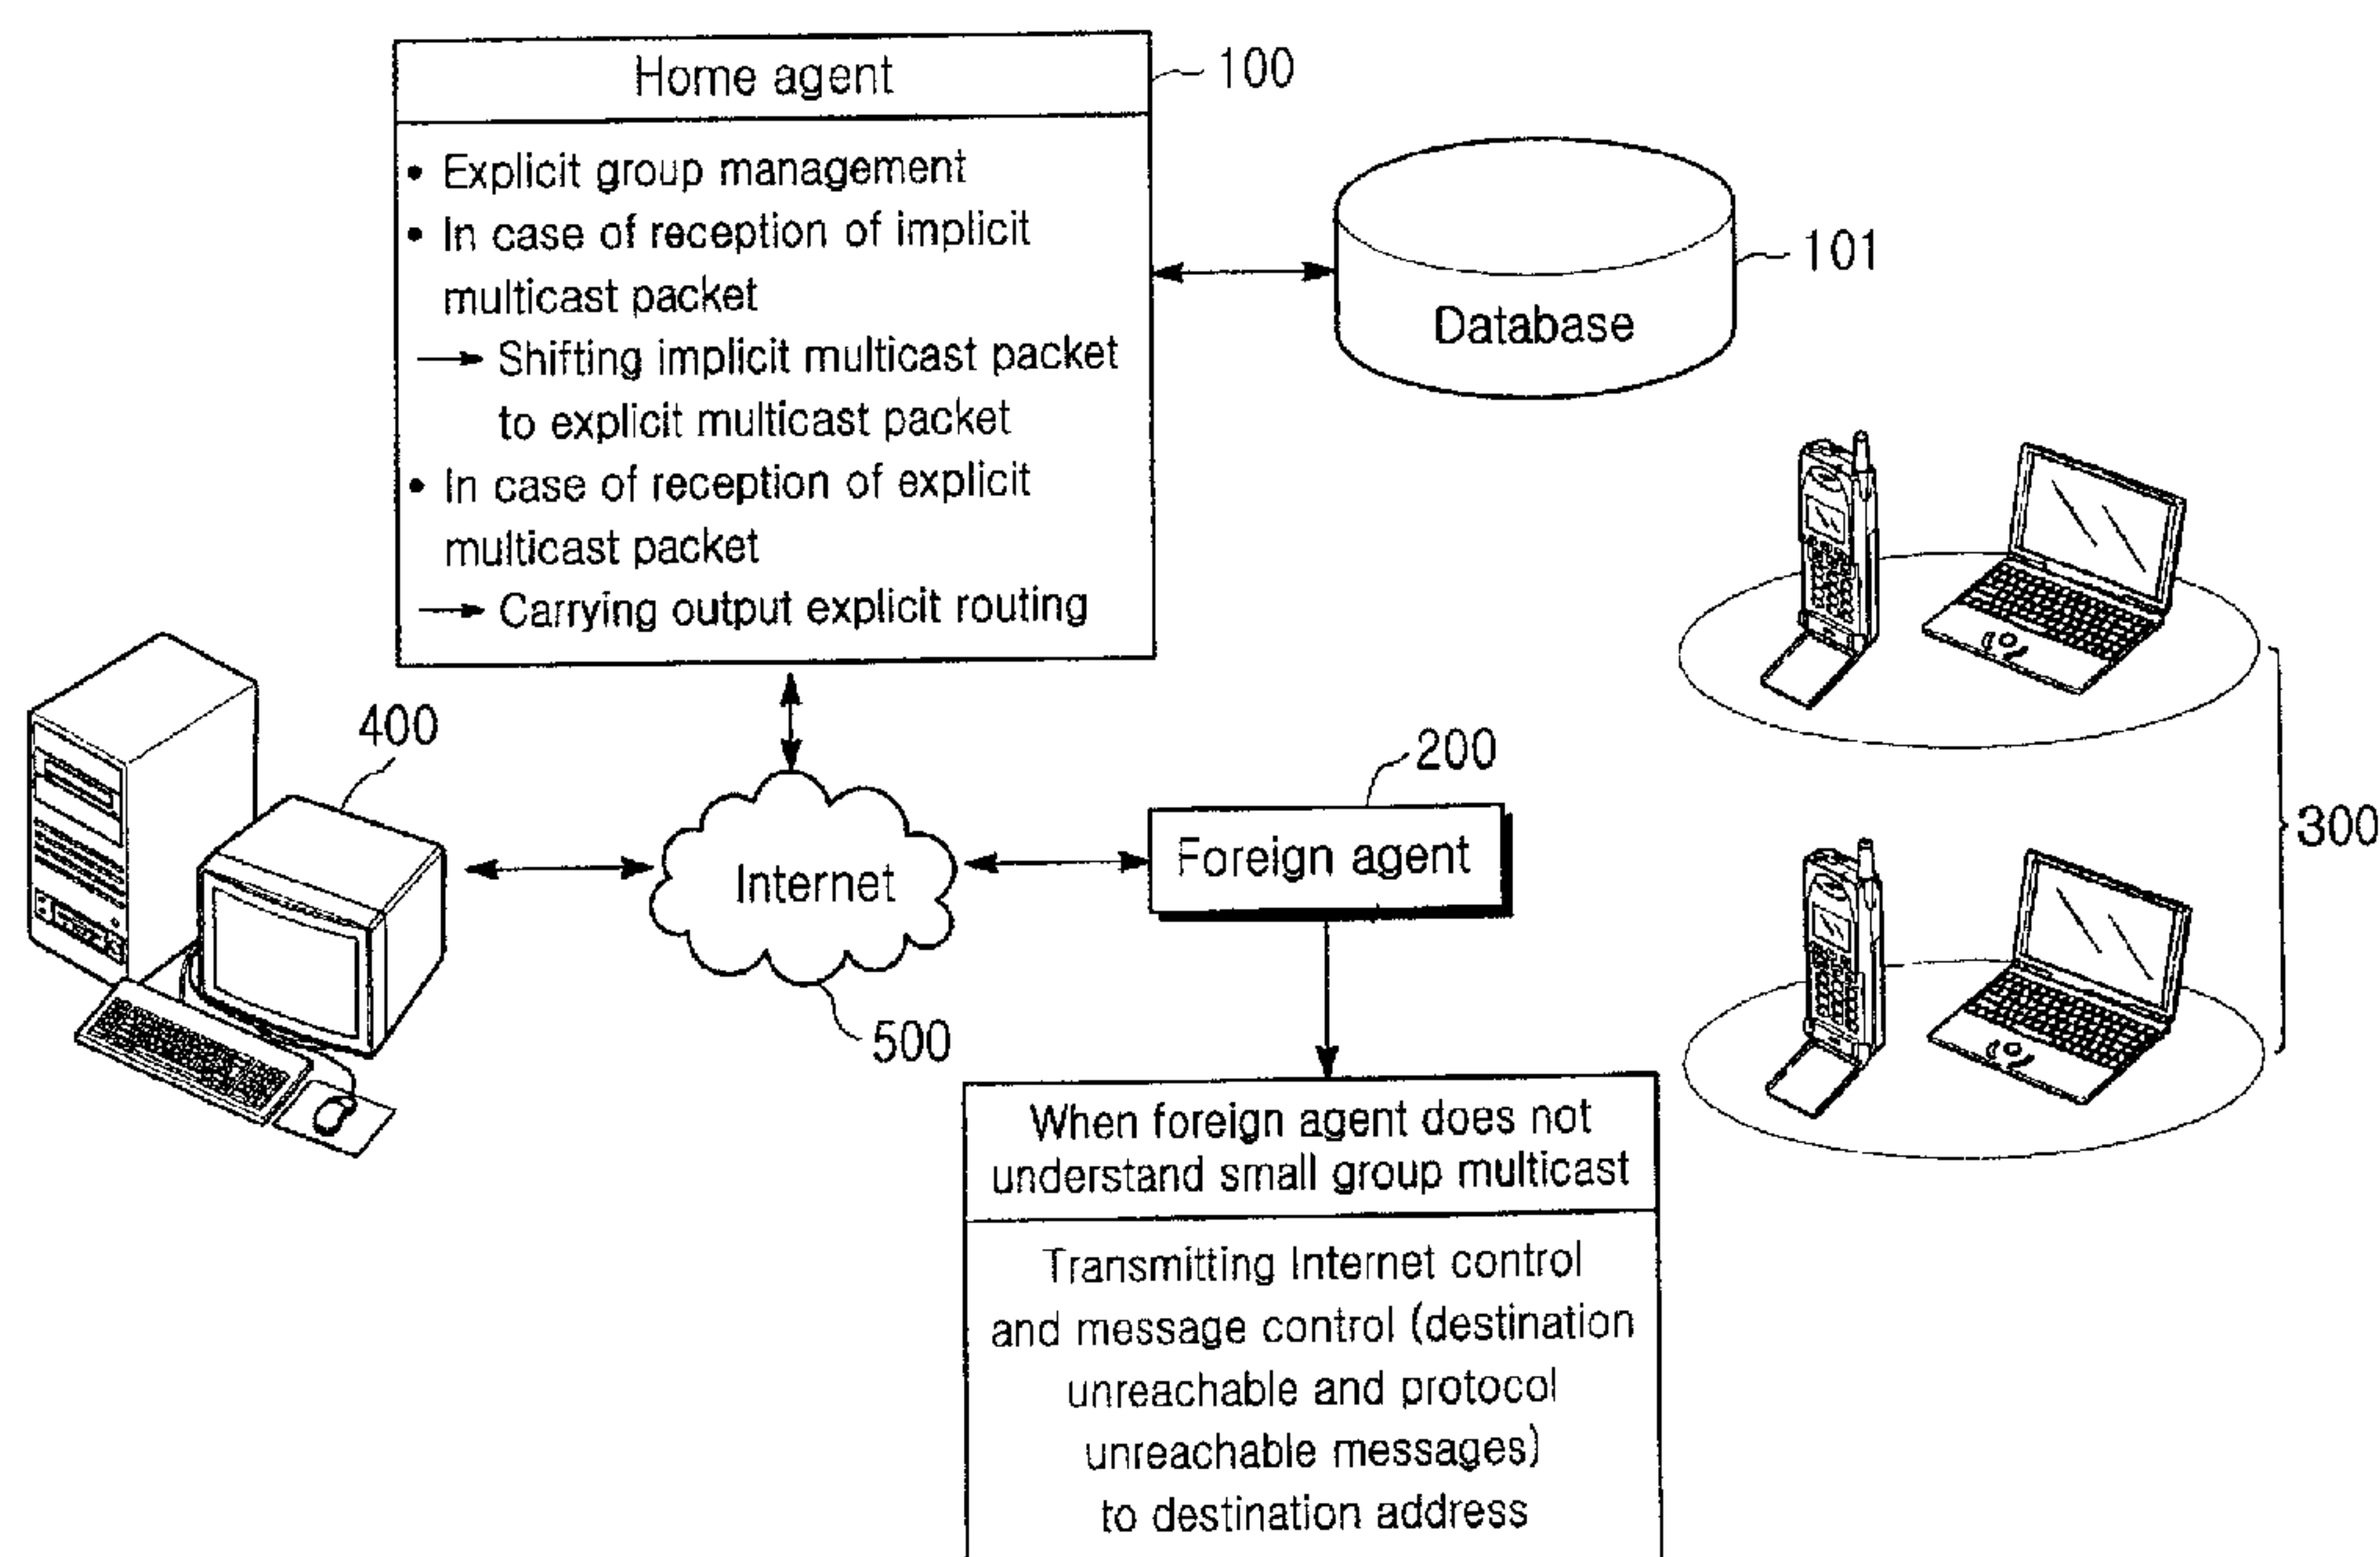 Home agent
100
• Explicit group management
• In case of reception of implicit
multicast packet
→ Shifting implicit multicast packet
to explicit multicast packet
• In case of reception of explicit
multicast packet
→ Carrying output explicit routing
Database
101
400
Internet
500
200
Foreign agent
300
When foreign agent does not
understand small group multicast
Transmitting Internet control
and message control (destination
unreachable and protocol
unreachable messages)
to destination address